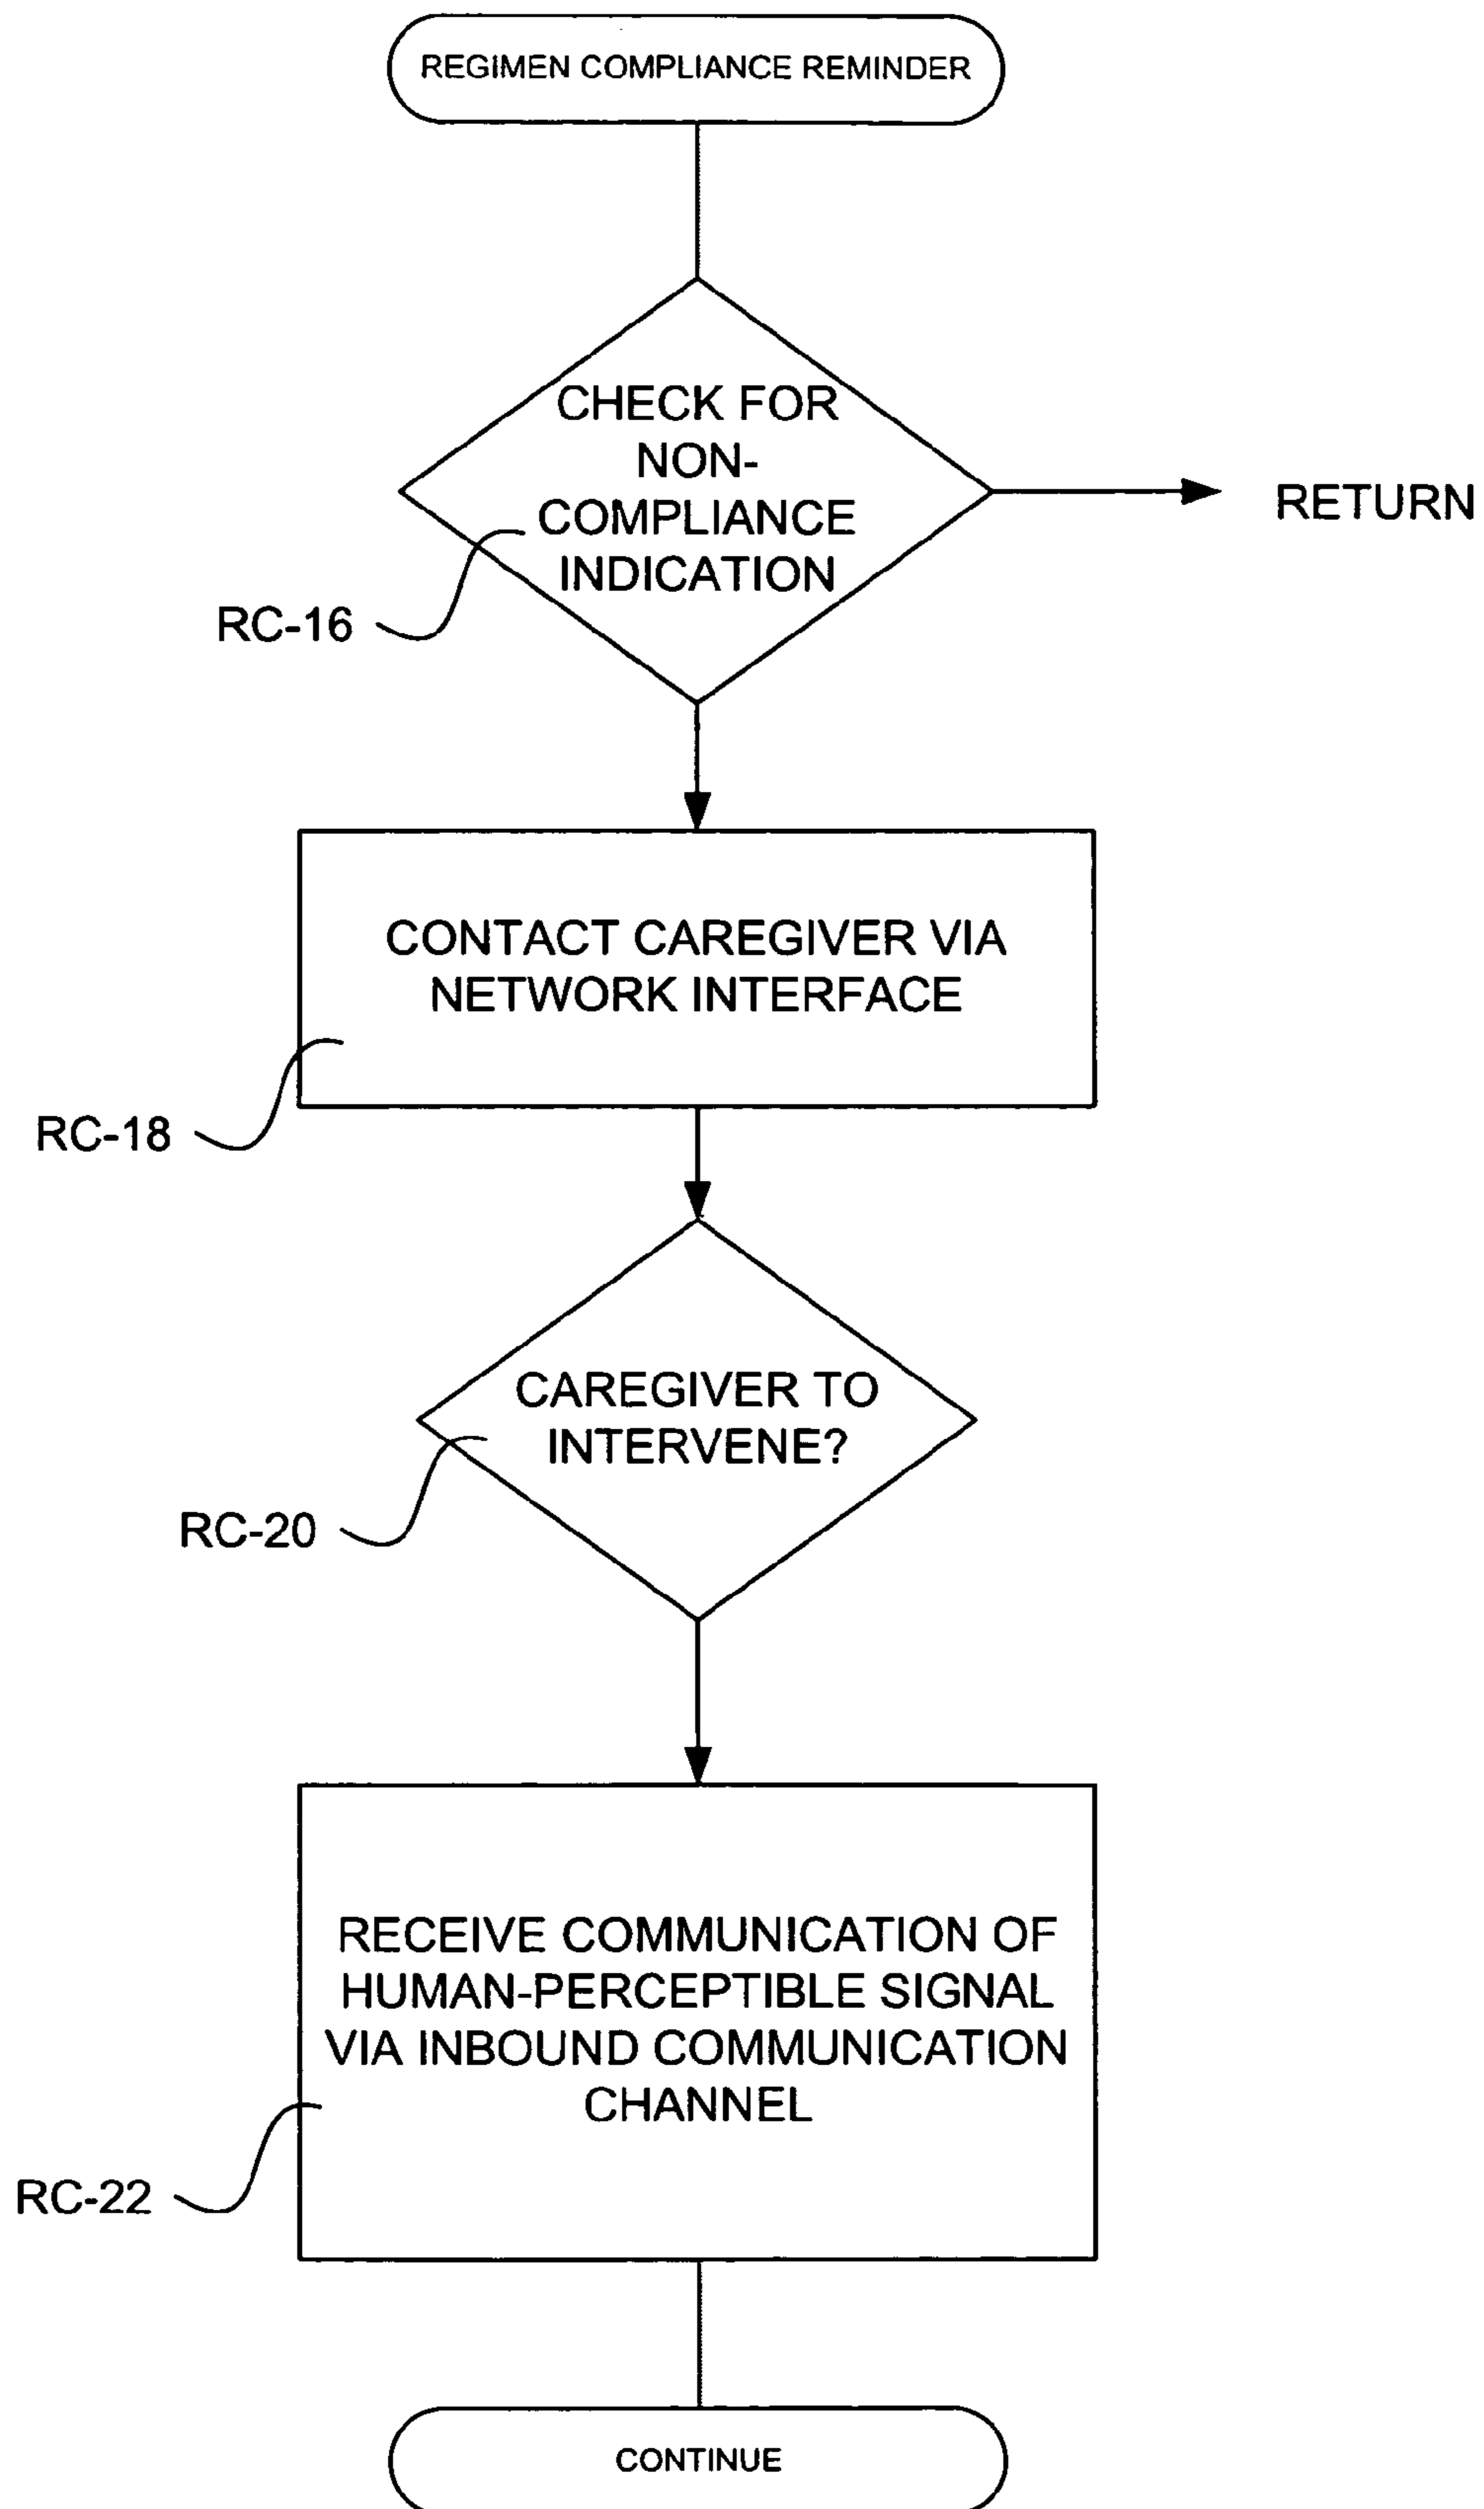 REGIMEN COMPLIANCE REMINDER
CHECK FOR
NON-
COMPLIANCE
INDICATION
RETURN
RC-16
CONTACT CAREGIVER VIA
NETWORK INTERFACE
RC-18
CAREGIVER TO
INTERVENE?
RC-20
RECEIVE COMMUNICATION OF
HUMAN-PERCEPTIBLE SIGNAL
VIA INBOUND COMMUNICATION
CHANNEL
RC-22
CONTINUE